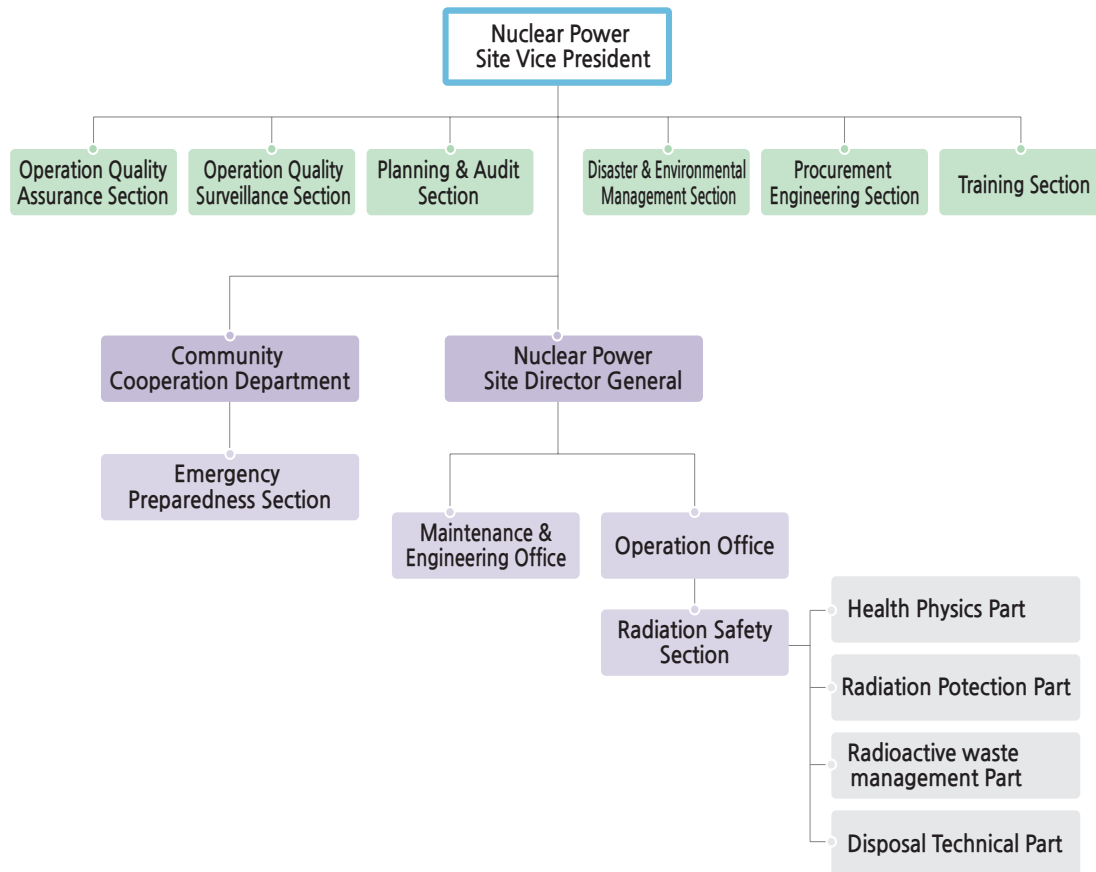 Nuclear Power
Site Vice President
Operation Quality
Assurance Section
Operation Quality
Surveillance Section
Planning & Audit
Section
Disaster & Environmental
Management Section
Procurement
Engineering Section
Training Section
Community
Cooperation Department
Nuclear Power
Site Director General
Emergency
Preparedness Section
Maintenance &
Engineering Office
Operation Office
Radiation Safety
Section
Health Physics Part
Radiation Potection Part
Radioactive waste
management Part
Disposal Technical Part